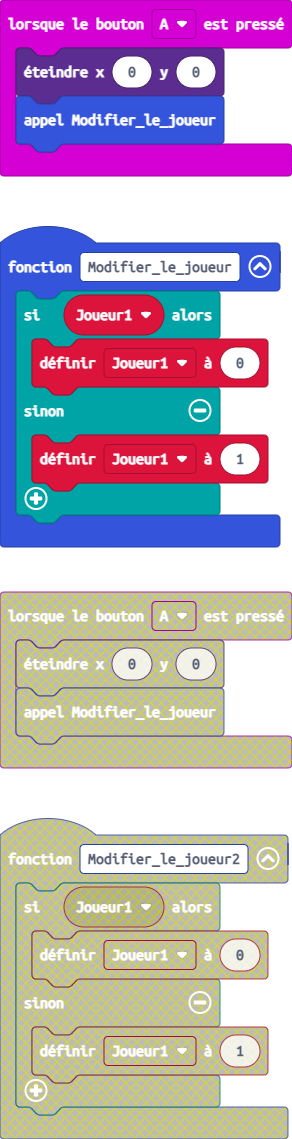 lorsque le bouton A est pressé
éteindre x 0 y 0
appel Modifier_le_joueur
fonction Modifier_le_joueur
si Joueur1 alors
définir Joueur1 à 0
sinon
définir Joueur1 à 1
lorsque le bouton A est pressé
éteindre x 0 y 0
appel Modifier_le_joueur
fonction Modifier_le_joueur2
si Joueur1 alors
définir Joueur1 à 0
sinon
définir Joueur1 à 1